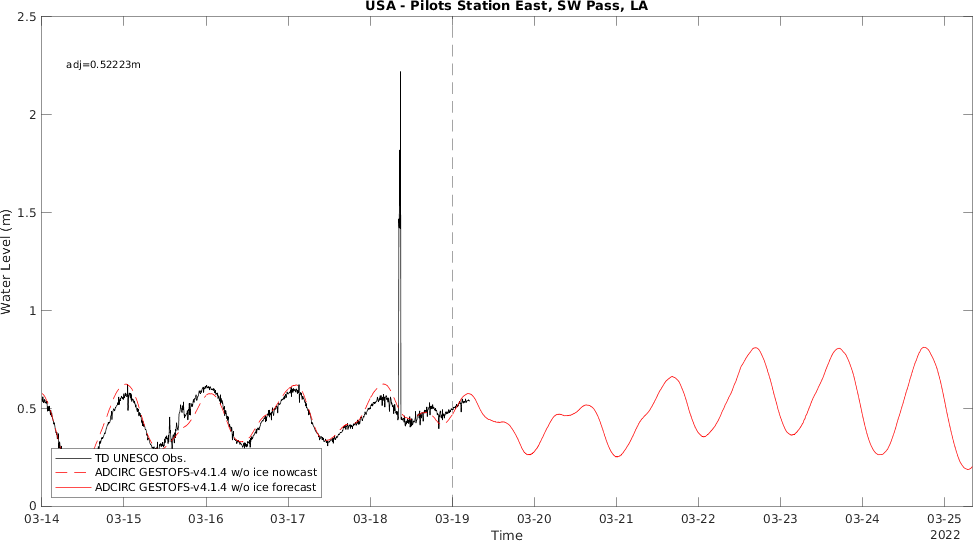 USA - Pilots Station East, SW Pass, LA
2.5
adj=0.52223m
2
1.5
Water Level (m)
1
0.5
TD UNESCO Obs.
ADCIRC GESTOFS-v4.1.4 w/o ice nowcast
ADCIRC GESTOFS-v4.1.4 w/o ice forecast
0
03-14 03-15 03-16 03-17 03-18 03-19 03-20 03-21 03-22 03-23 03-24 03-25
Time 2022